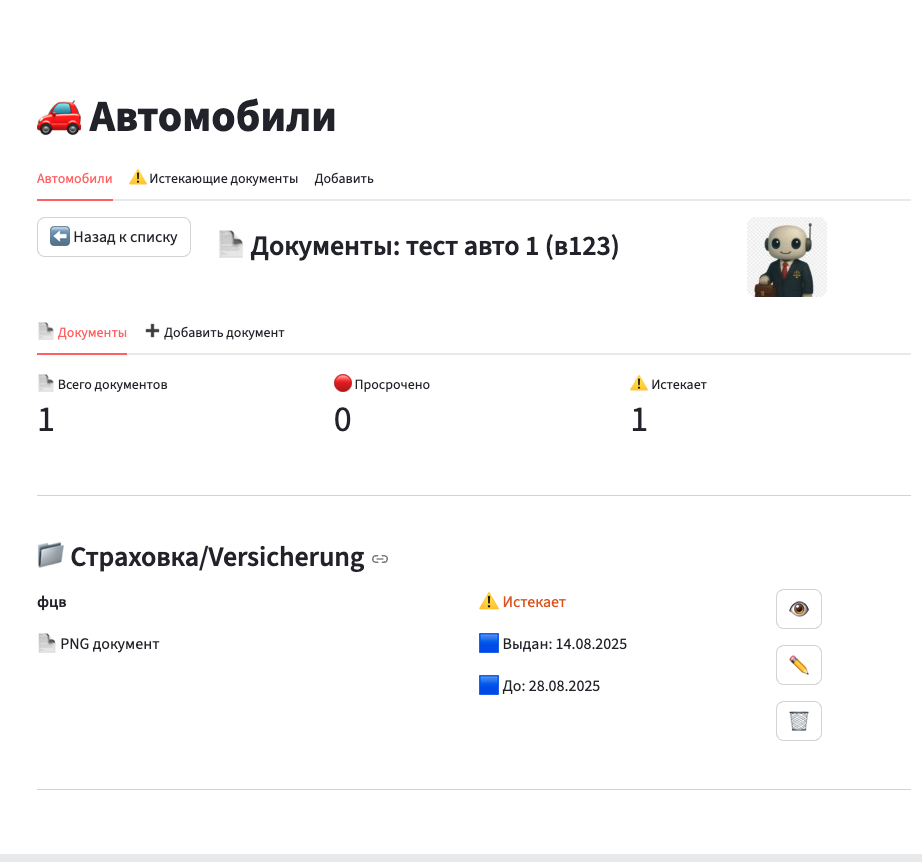 Автомобили
Автомобили ⚠️ Истекающие документы Добавить
⬅️ Назад к списку
📄 Документы: тест авто 1 (в123)
📄 Документы ➕ Добавить документ
📄 Всего документов 🔴 Просрочено ⚠️ Истекает
1 0 1
📁 Страховка/Versicherung
фцв ⚠️ Истекает
📄 PNG документ 🟦 Выдан: 14.08.2025
🟦 До: 28.08.2025